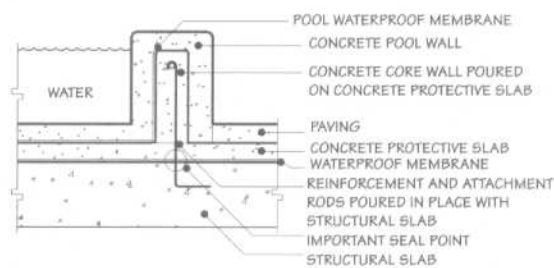 POOL WATERPROOF MEMBRANE
CONCRETE POOL WALL
WATER
CONCRETE CORE WALL POURED
ON CONCRETE PROTECTIVE SLAB
PAVING
CONCRETE PROTECTIVE SLAB
WATERPROOF MEMBRANE
REINFORCEMENT AND ATTACHMENT
RODS POURED IN PLACE WITH
STRUCTURAL SLAB
IMPORTANT SEAL POINT
STRUCTURAL SLAB